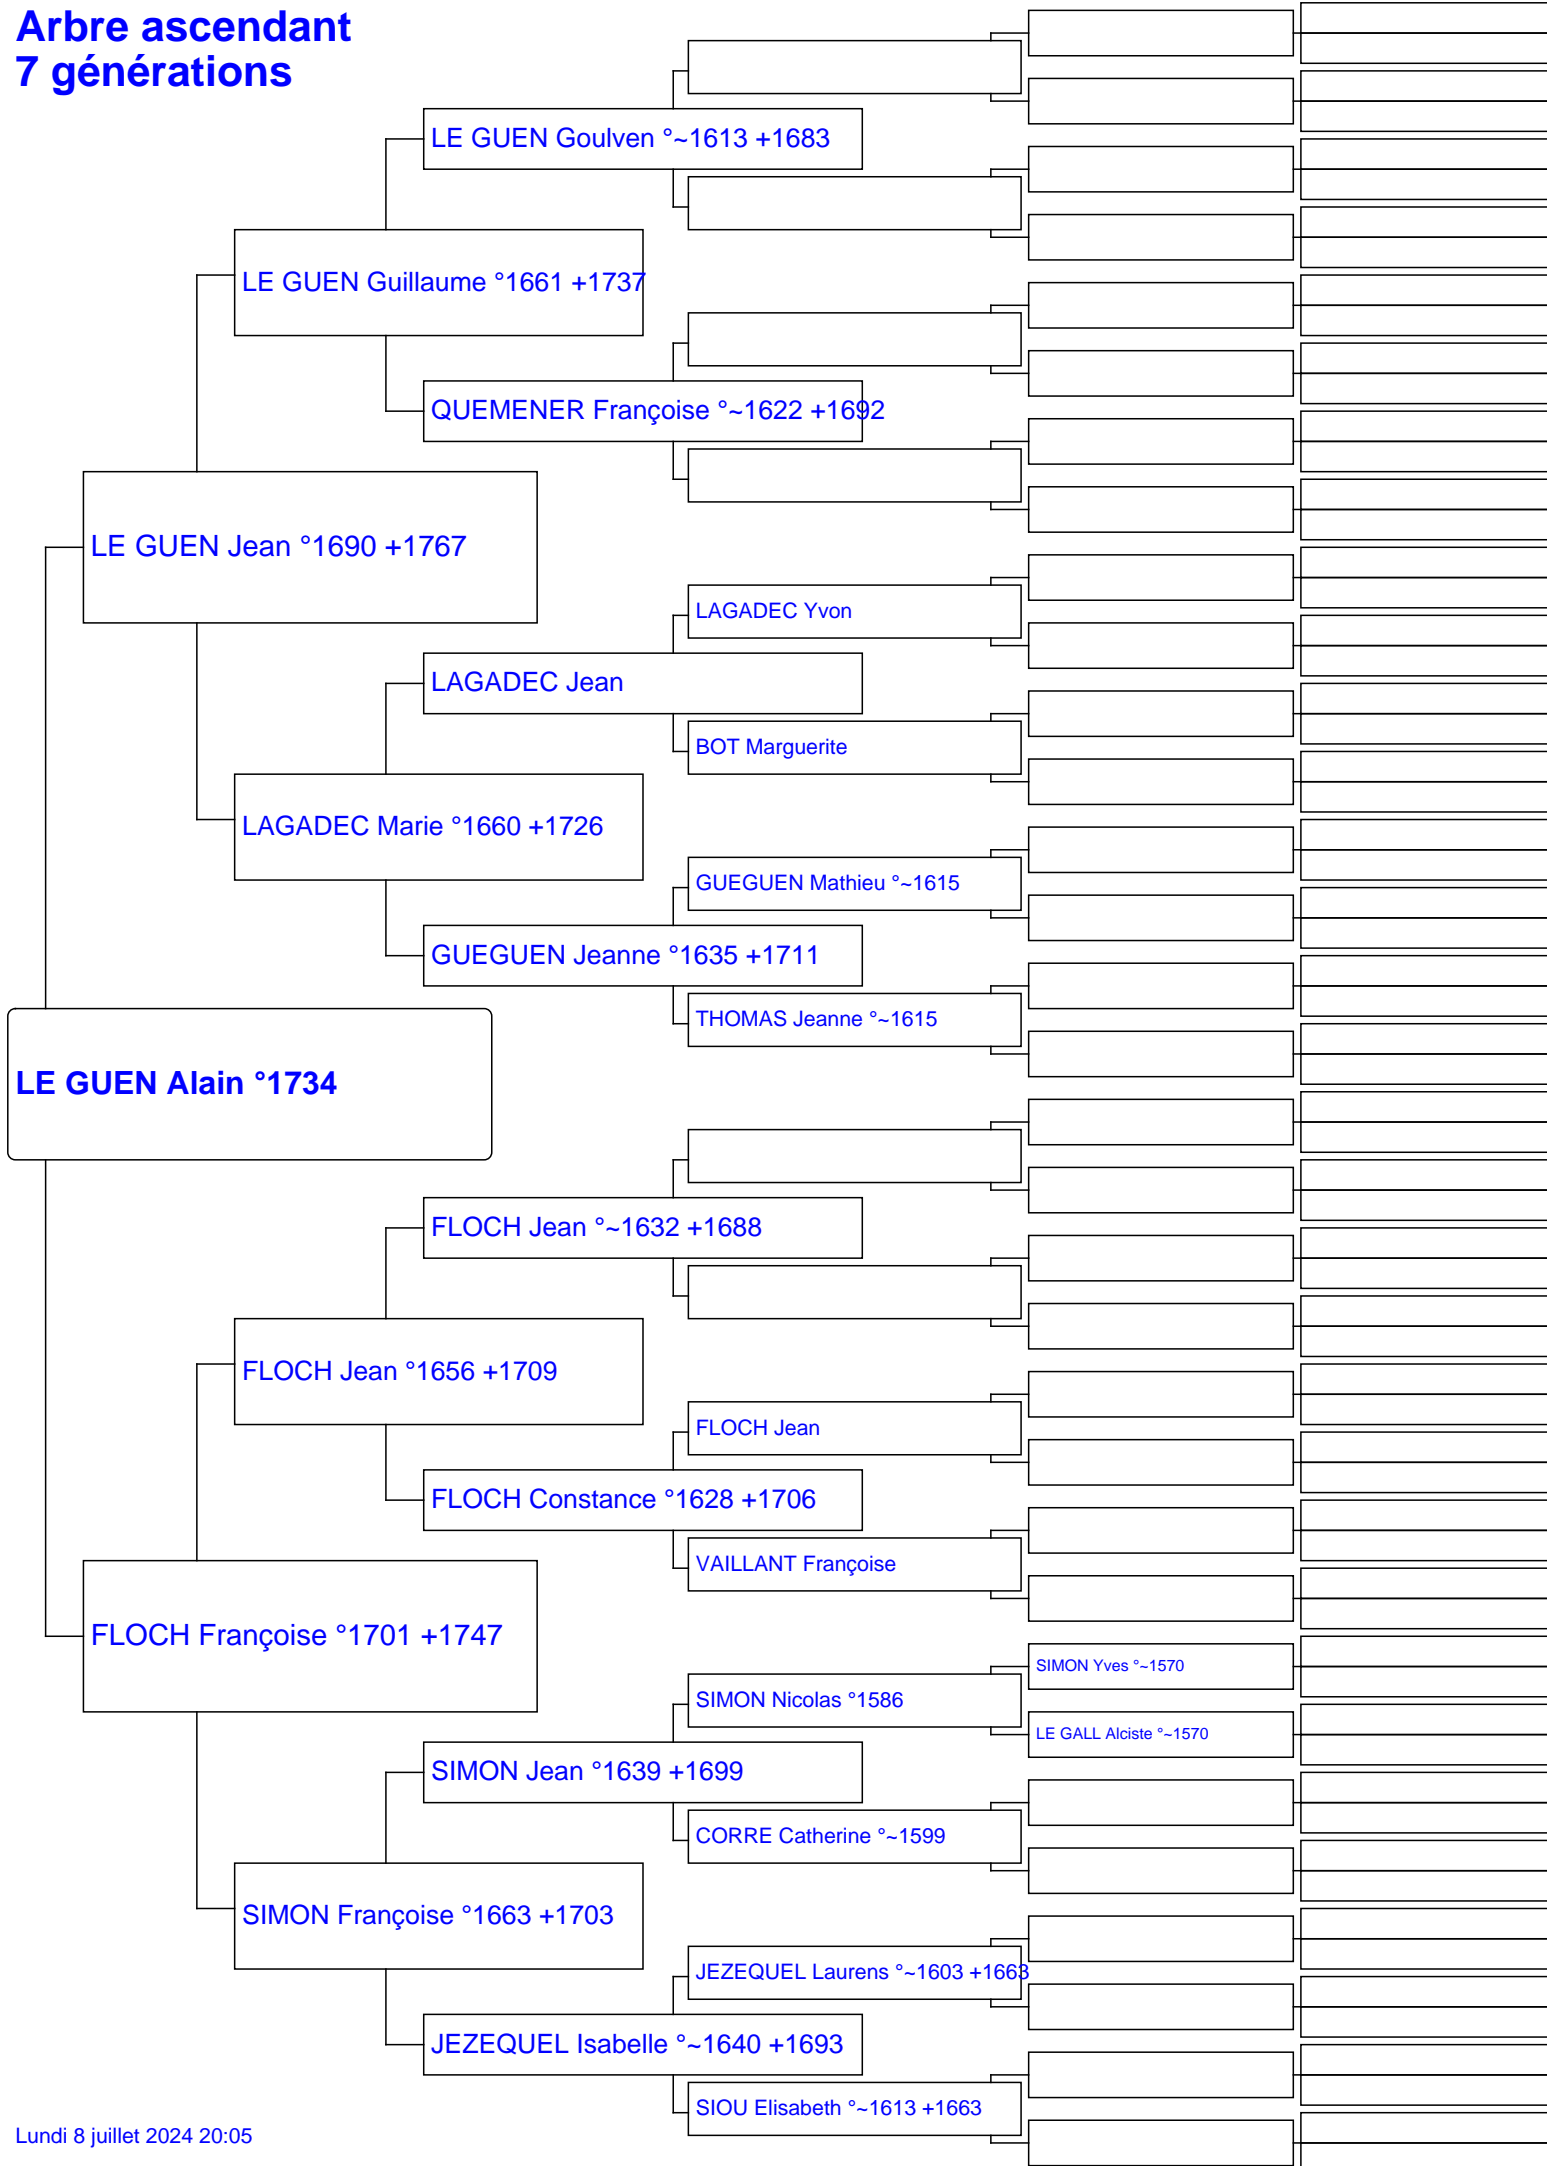 Arbre ascendant
7 générations
LE GUEN Goulven °~1613 +1683
LE GUEN Guillaume °1661 +1737
QUEMENER Françoise °~1622 +1692
LE GUEN Jean °1690 +1767
LAGADEC Yvon
LAGADEC Jean
BOT Marguerite
LAGADEC Marie °1660 +1726
GUEGUEN Mathieu °~1615
GUEGUEN Jeanne °1635 +1711
THOMAS Jeanne °~1615
LE GUEN Alain °1734
FLOCH Jean °~1632 +1688
FLOCH Jean °1656 +1709
FLOCH Jean
FLOCH Constance °1628 +1706
VAILLANT Françoise
FLOCH Françoise °1701 +1747
SIMON Yves °~1570
SIMON Nicolas °1586
LE GALL Alciste °~1570
SIMON Jean °1639 +1699
CORRE Catherine °~1599
SIMON Françoise °1663 +1703
JEZEQUEL Laurens °~1603 +1663
JEZEQUEL Isabelle °~1640 +1693
SIOU Elisabeth °~1613 +1663
Lundi 8 juillet 2024 20:05